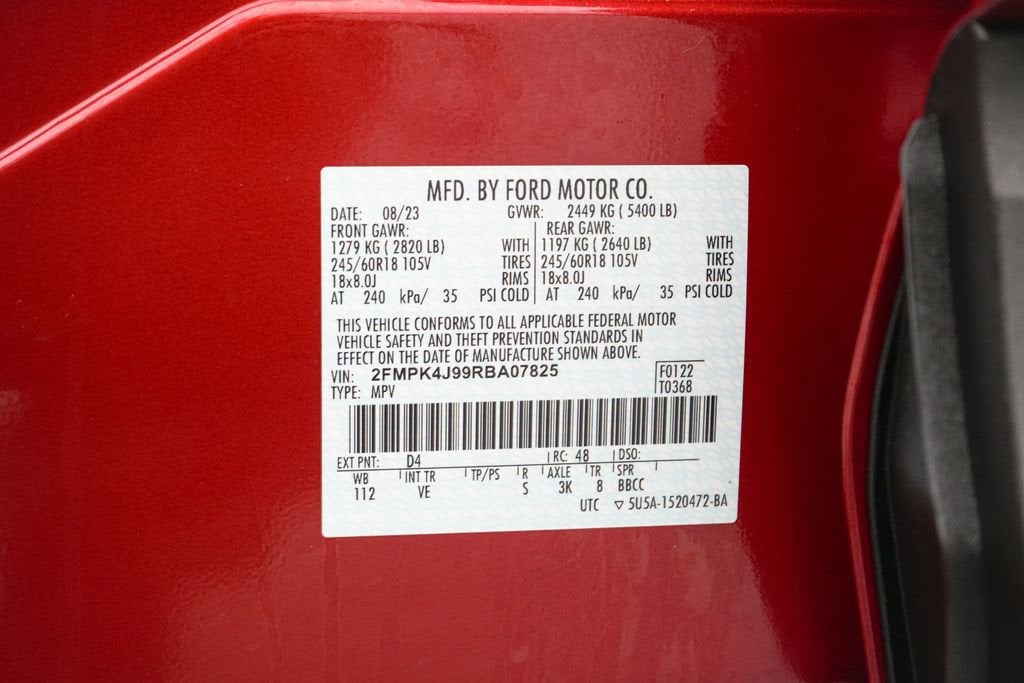 MFD. BY FORD MOTOR CO.
DATE: 08/23 GVWR: 2449 KG ( 5400 LB)
FRONT GAWR: REAR GAWR:
1279 KG ( 2820 LB) WITH 1197 KG ( 2640 LB) WITH
245/60R18 105V TIRES 245/60R18 105V TIRES
18x8.0J RIMS 18x8.0J RIMS
AT 240 kPa/ 35 PSI COLD AT 240 kPa/ 35 PSI COLD
THIS VEHICLE CONFORMS TO ALL APPLICABLE FEDERAL MOTOR
VEHICLE SAFETY AND THEFT PREVENTION STANDARDS IN
EFFECT ON THE DATE OF MANUFACTURE SHOWN ABOVE.
VIN: 2FMPK4J99RBA07825 F0122
TYPE: MPV T0368
EXT PNT: D4 RC: 48 DSO:
WB INT TR TP/PS R AXLE TR SPR
112 VE S 3K 8 BBCC
UTC ▽ 5U5A-1520472-BA